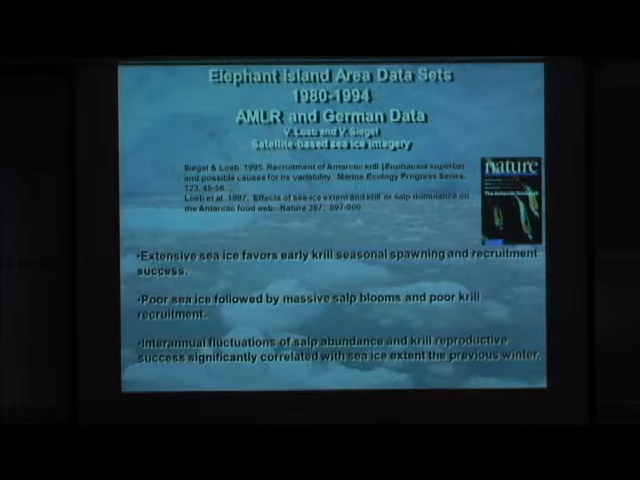 Elephant Island Area Data Sets
1980-1994
AMLR and German Data
V. Loeb and V. Siegel
Satellite-based sea ice imagery
Siegel & Loeb. 1995. Recruitment of Antarctic krill (Euphausia superba)
and possible causes for its variability. Marine Ecology Progress Series.
123. 45-56.
Loeb et al. 1997. Effects of sea-ice extent and krill or salp dominance on
the Antarctic food web. Nature 387: 897-900.
nature
The Antarctic
•Extensive sea ice favors early krill seasonal spawning and recruitment
success.
•Poor sea ice followed by massive salp blooms and poor krill
recruitment.
•Interannual fluctuations of salp abundance and krill reproductive
success significantly correlated with sea ice extent the previous winter.